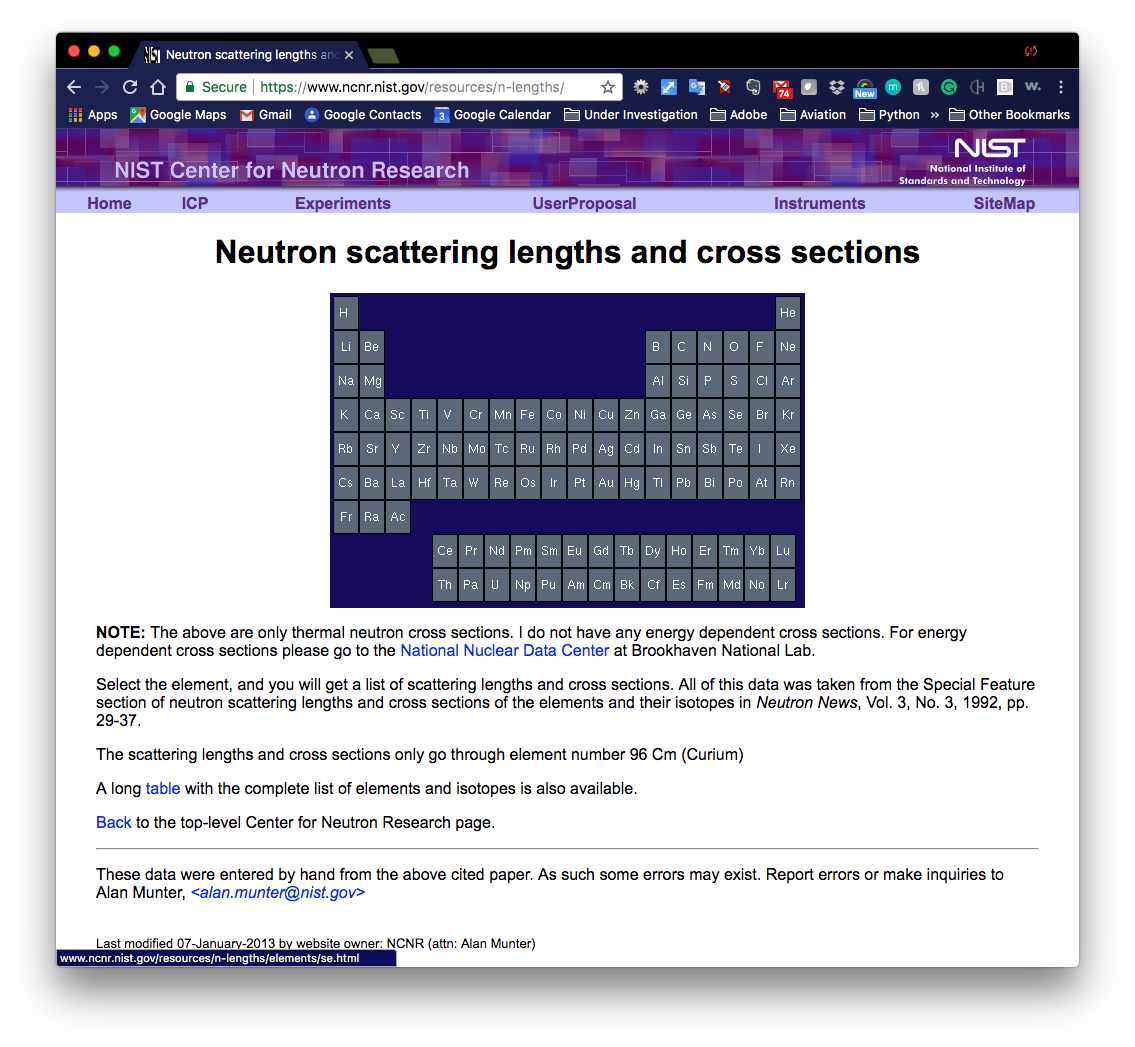 Neutron scattering lengths and
Secure https://www.ncnr.nist.gov/resources/n-lengths/
74 New
Apps Google Maps Gmail 3 Google Calendar Google Contacts Under Investigation Adobe Aviation Python » Other Bookmarks
NIST
NIST Center for Neutron Research
National Institute of
Standards and Technology
Home ICP Experiments UserProposal Instruments SiteMap
Neutron scattering lengths and cross sections
H He
Li Be B C N O F Ne
Na Mg Al Si P S Cl Ar
K Ca Sc Ti V Cr Mn Fe Co Ni Cu Zn Ga Ge As Se Br Kr
Rb Sr Y Zr Nb Mo Tc Ru Rh Pd Ag Cd In Sn Sb Te I Xe
Cs Ba La Hf Ta W Re Os Ir Pt Au Hg Tl Pb Bi Po At Rn
Fr Ra Ac
Ce Pr Nd Pm Sm Eu Gd Tb Dy Ho Er Tm Yb Lu
Th Pa U Np Pu Am Cm Bk Cf Es Fm Md No Lr
NOTE: The above are only thermal neutron cross sections. I do not have any energy dependent cross sections. For energy
dependent cross sections please go to the National Nuclear Data Center at Brookhaven National Lab.
Select the element, and you will get a list of scattering lengths and cross sections. All of this data was taken from the Special Feature
section of neutron scattering lengths and cross sections of the elements and their isotopes in Neutron News, Vol. 3, No. 3, 1992, pp.
29-37.
The scattering lengths and cross sections only go through element number 96 Cm (Curium)
A long table with the complete list of elements and isotopes is also available.
Back to the top-level Center for Neutron Research page.
These data were entered by hand from the above cited paper. As such some errors may exist. Report errors or make inquiries to
Alan Munter, <alan.munter@nist.gov>
Last modified 07-January-2013 by website owner: NCNR (attn: Alan Munter)
www.ncnr.nist.gov/resources/n-lengths/elements/se.html